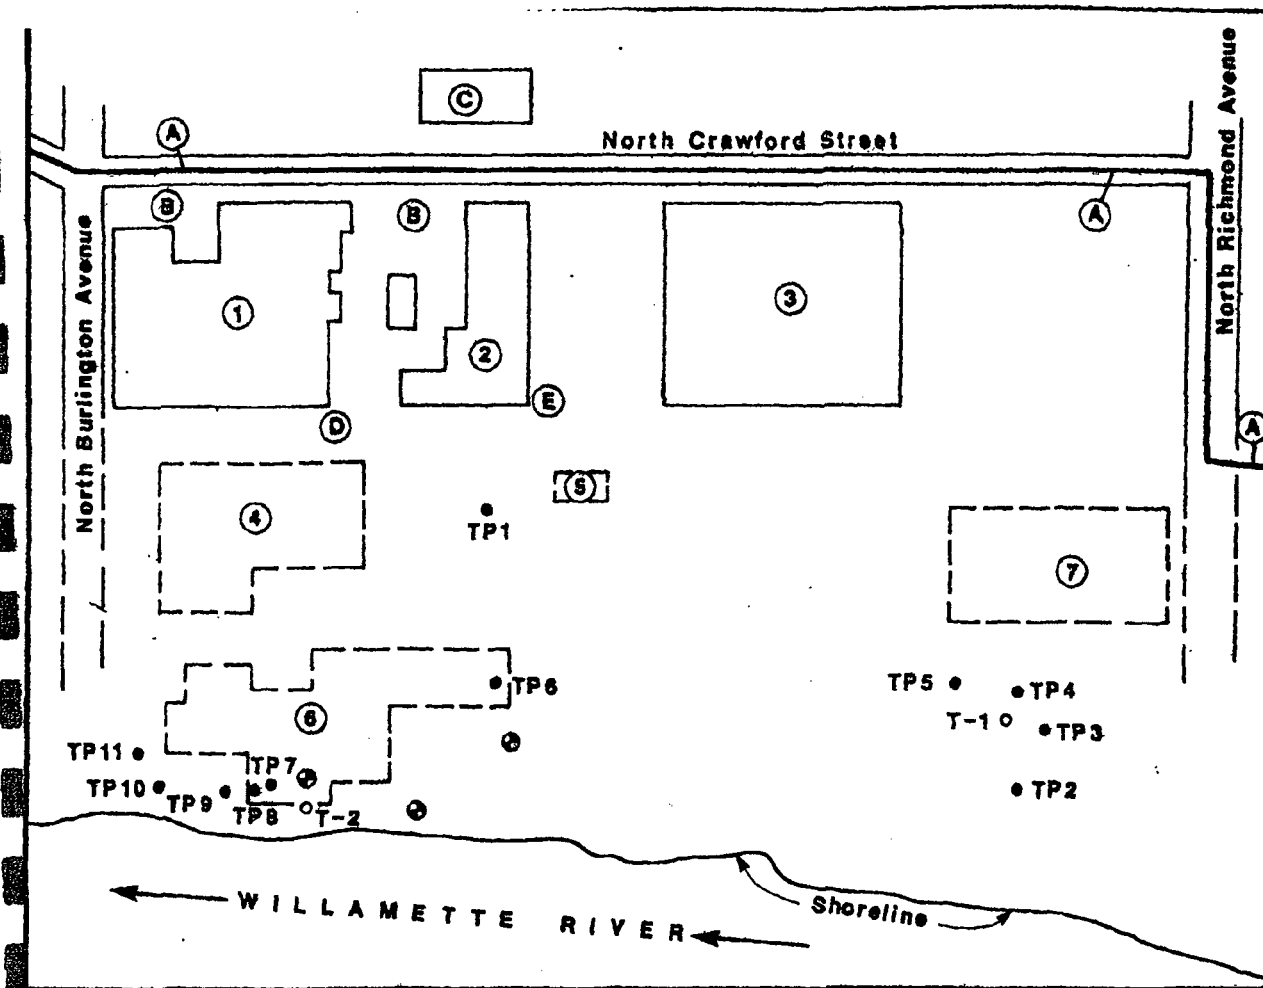 C
A
North Crawford Street
North Richmond Avenue
B
B
A
North Burlington Avenue
1
3
2
E
D
A
S
4
TP1
7
TP6
TP5
TP4
6
T-1
TP3
TP11
TP7
TP10
TP9
TP8
T-2
TP2
WILLAMETTE RIVER
Shoreline